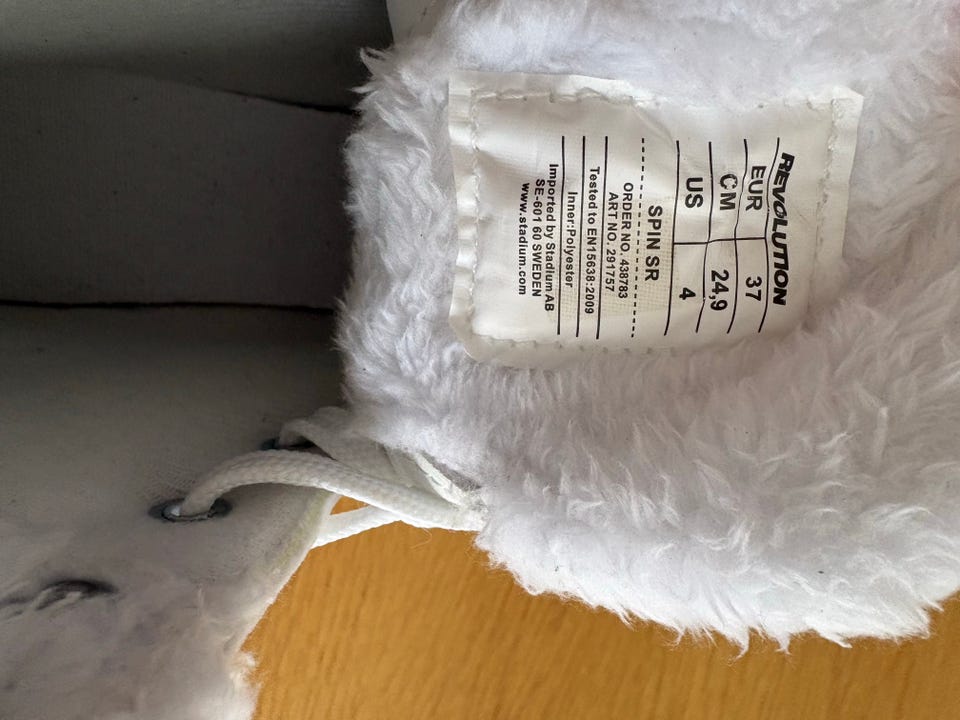 REVOLUTION
EUR 37
CM 24,9
US 4
SPIN SR
ORDER NO. 438783
ART NO. 291757
Tested to EN15638:2009
Inner:Polyester
Imported by Stadium AB
SE-601 60 SWEDEN
www.stadium.com